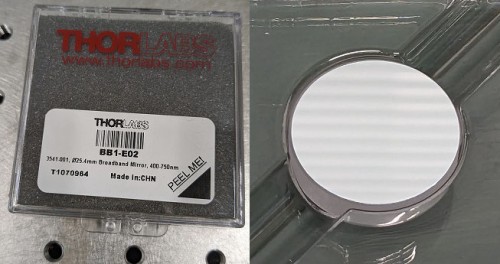 THORLABS
www.thorlabs.com
THORLABS
BB1-E02
3541.001, Ø25.4mm Broadband Mirror, 400-750nm
T1070964
Made in:CHN
PEEL ME!